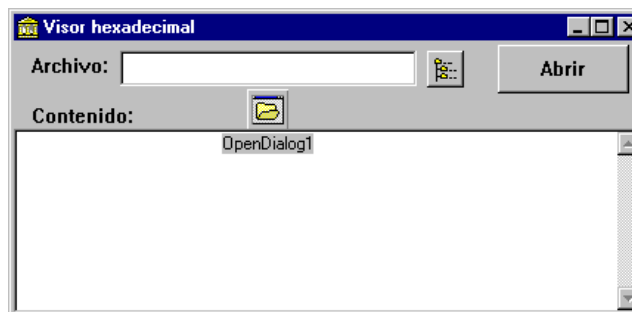 Visor hexadecimal
Archivo:
Abrir
Contenido:
OpenDialog1